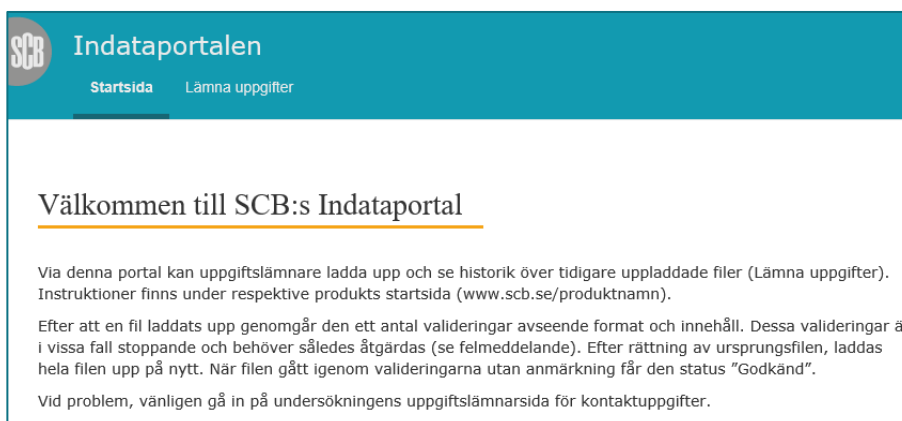 SCB
Indataportalen
Startsida Lämna uppgifter
Välkommen till SCB:s Indataportal
Via denna portal kan uppgiftslämnare ladda upp och se historik över tidigare uppladdade filer (Lämna uppgifter).
Instruktioner finns under respektive produkts startsida (www.scb.se/produktnamn).
Efter att en fil laddats upp genomgår den ett antal valideringar avseende format och innehåll. Dessa valideringar ä
i vissa fall stoppande och behöver således åtgärdas (se felmeddelande). Efter rättning av ursprungsfilen, laddas
hela filen upp på nytt. När filen gått igenom valideringarna utan anmärkning får den status ”Godkänd”.
Vid problem, vänligen gå in på undersökningens uppgiftslämnarsida för kontaktuppgifter.